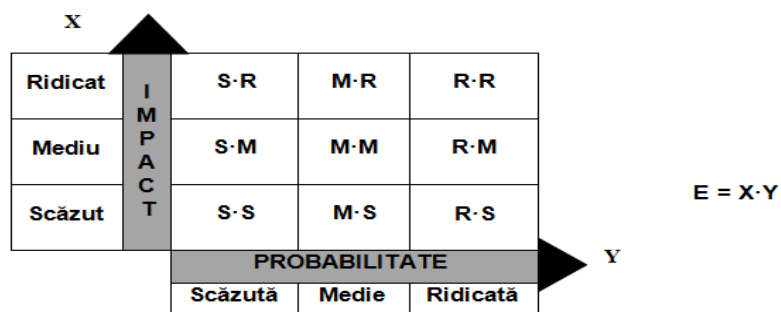 X
Ridicat IMPACT S·R M·R R·R
Mediu S·M M·M R·M
Scăzut S·S M·S R·S
E = X·Y
PROBABILITATE Y
Scăzută Medie Ridicată